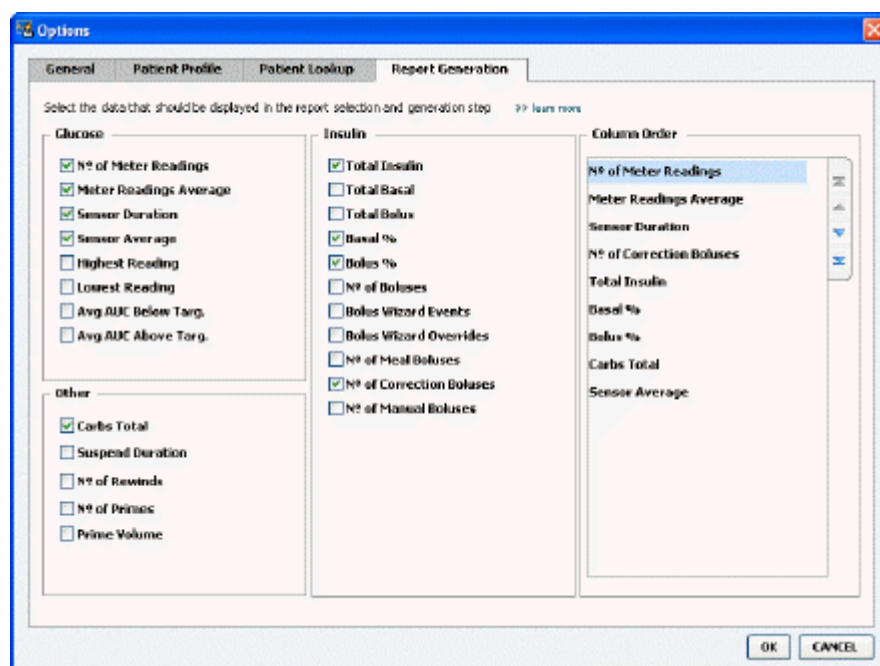 Options
General
Patient Profile
Patient Lookup
Report Generation
Select the data that should be displayed in the report selection and generation step >> learn more
Glucose
Nº of Meter Readings
Meter Readings Average
Sensor Duration
Sensor Average
Highest Reading
Lowest Reading
Avg AUC Below Targ.
Avg AUC Above Targ.
Other
Carbs Total
Suspend Duration
Nº of Rewinds
Nº of Primes
Prime Volume
Insulin
Total Insulin
Total Basal
Total Bolus
Basal %
Bolus %
Nº of Boluses
Bolus Wizard Events
Bolus Wizard Overrides
Nº of Meal Boluses
Nº of Correction Boluses
Nº of Manual Boluses
Column Order
Nº of Meter Readings
Meter Readings Average
Sensor Duration
Nº of Correction Boluses
Total Insulin
Basal %
Bolus %
Carbs Total
Sensor Average
OK
CANCEL